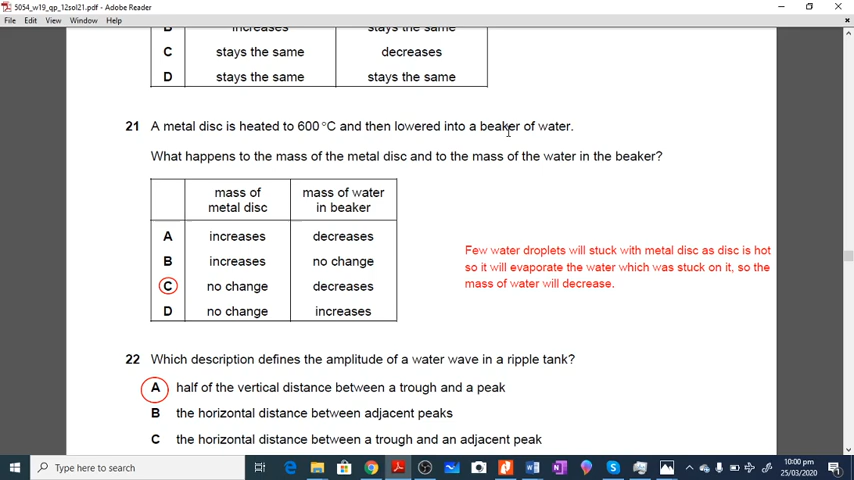 5054_w19_qp_12sol21.pdf - Adobe Reader
File Edit View Window Help
B increases stays the same
C stays the same decreases
D stays the same stays the same
21 A metal disc is heated to 600 °C and then lowered into a beaker of water.
What happens to the mass of the metal disc and to the mass of the water in the beaker?
mass of metal disc mass of water in beaker
A increases decreases
B increases no change
C no change decreases
D no change increases
Few water droplets will stuck with metal disc as disc is hot
so it will evaporate the water which was stuck on it, so the
mass of water will decrease.
22 Which description defines the amplitude of a water wave in a ripple tank?
A half of the vertical distance between a trough and a peak
B the horizontal distance between adjacent peaks
C the horizontal distance between a trough and an adjacent peak
Type here to search
10:00 pm
25/03/2020